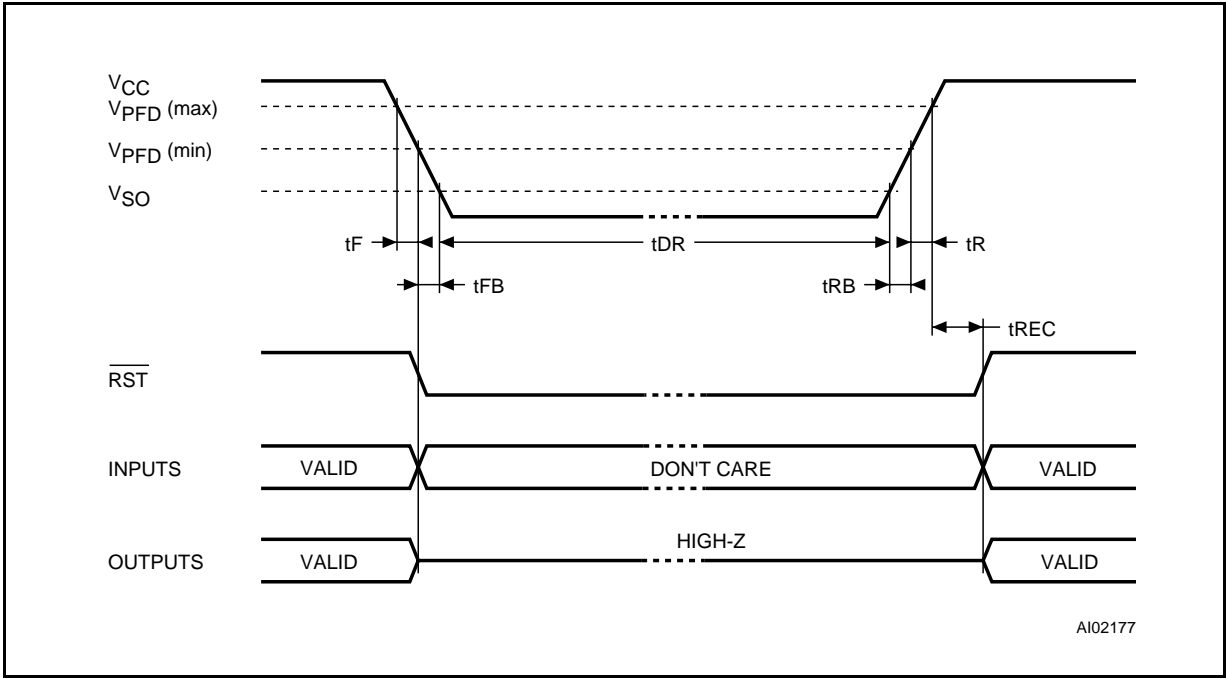 VCC
VPFD (max)
VPFD (min)
VSO
tF
tDR
tR
tFB
tRB
tREC
RST
INPUTS VALID DON'T CARE VALID
HIGH-Z
OUTPUTS VALID VALID
AI02177